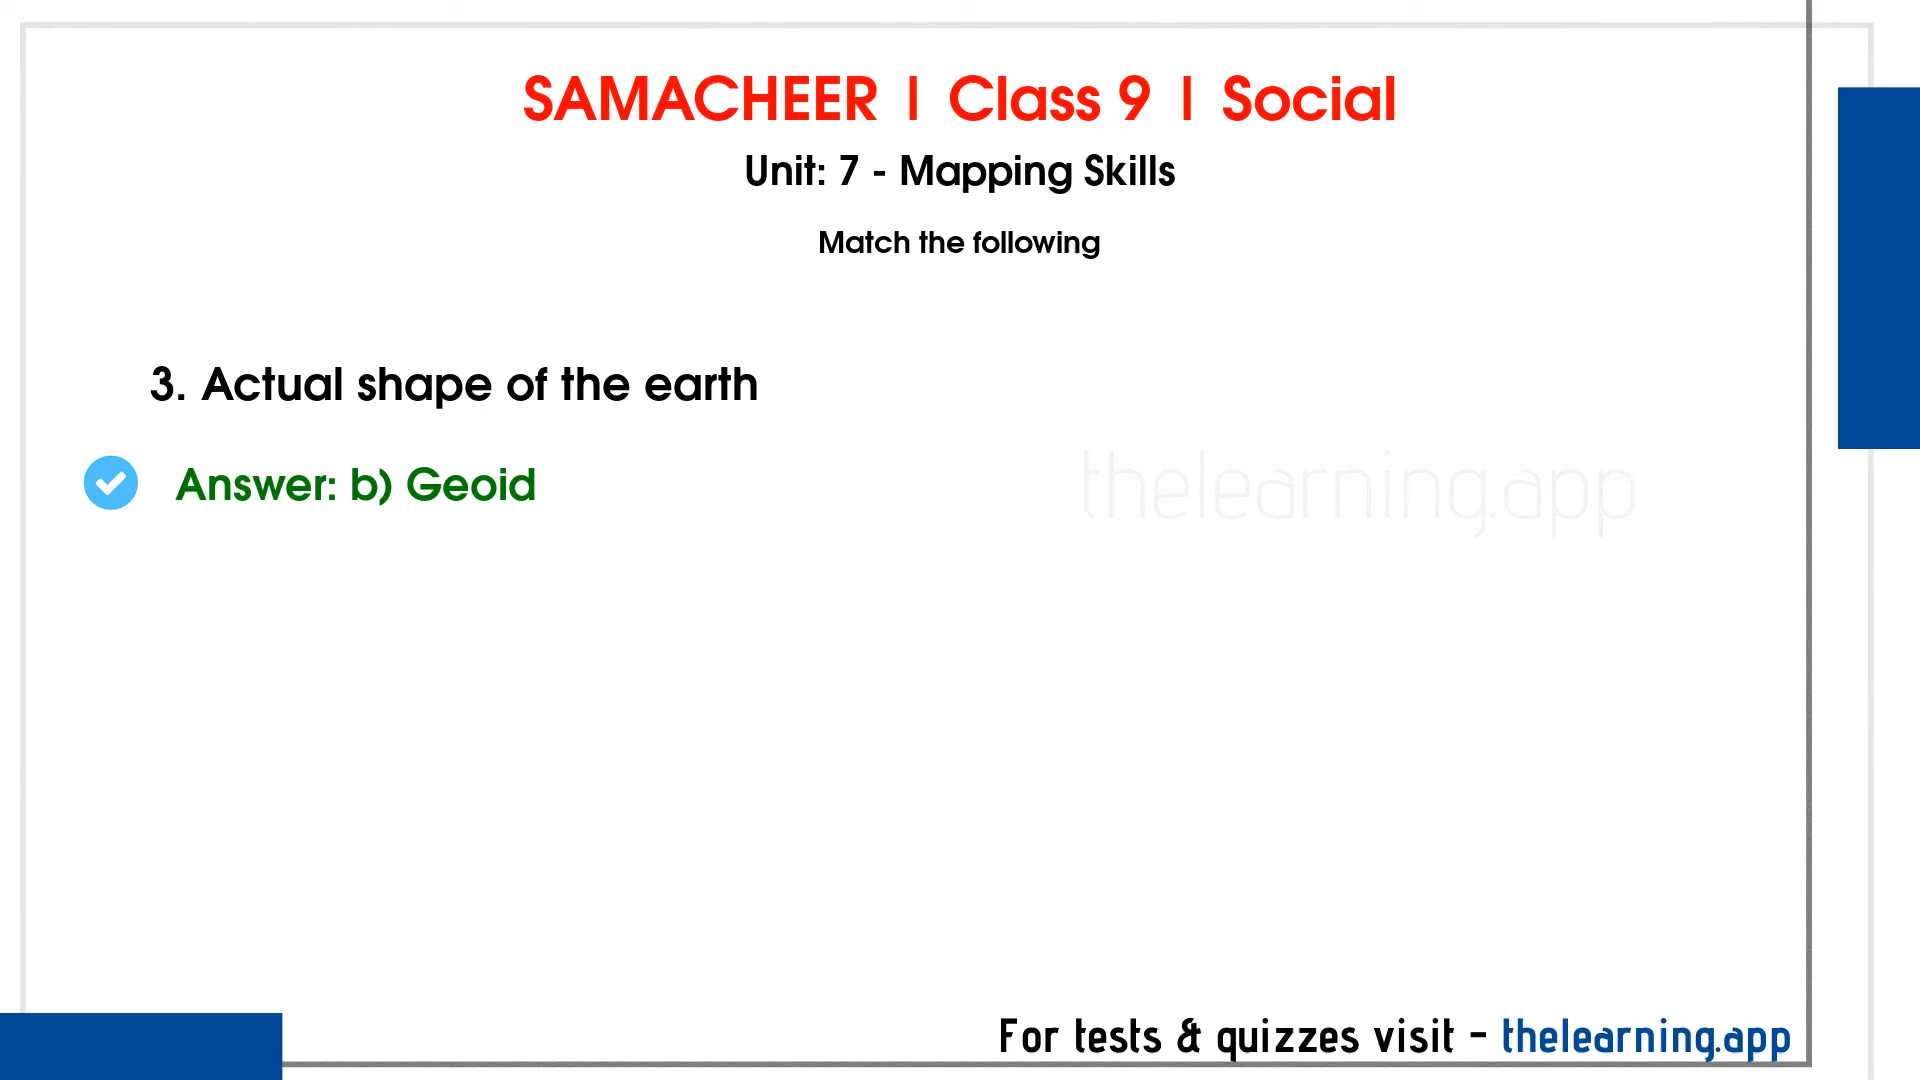 SAMACHEER | Class 9 | Social
Unit: 7 - Mapping Skills
Match the following
3. Actual shape of the earth
Answer: b) Geoid
thelearning.app
For tests & quizzes visit - thelearning.app